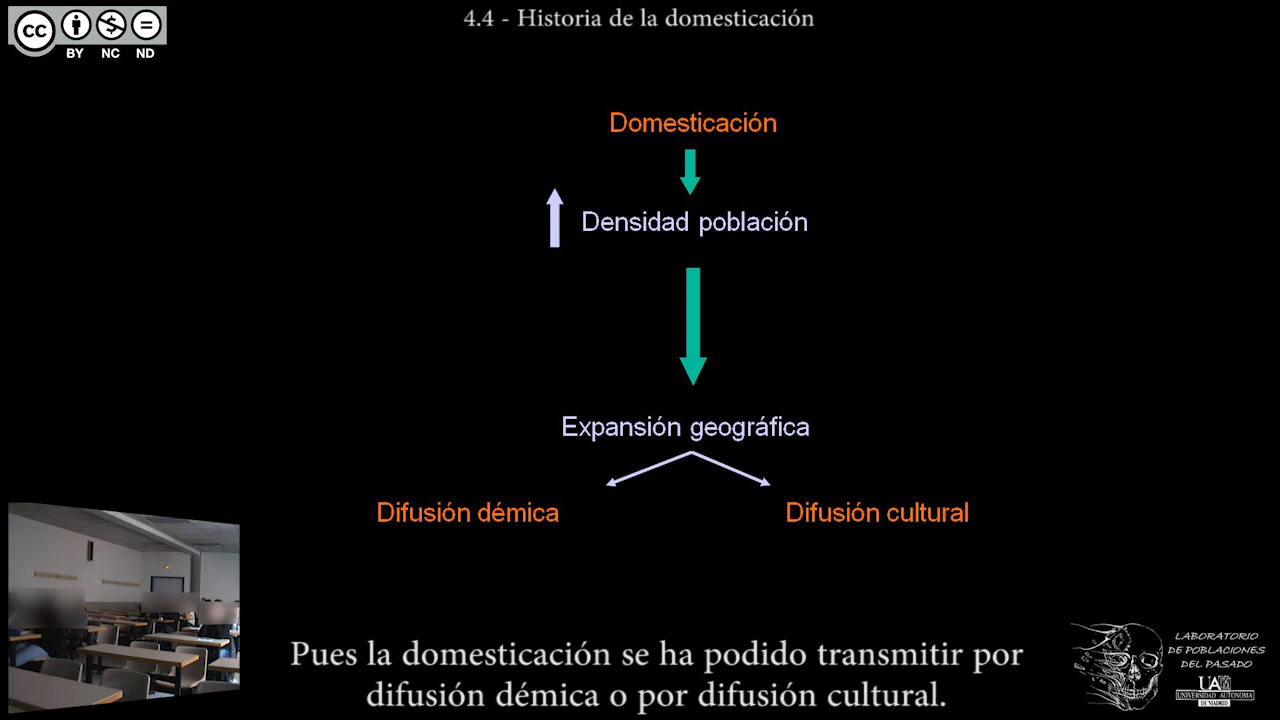 4.4 - Historia de la domesticación
cc
BY NC ND
Domesticación
Densidad población
Expansión geográfica
Difusión démica
Difusión cultural
Pues la domesticación se ha podido transmitir por
difusión démica o por difusión cultural.
LABORATORIO
DE POBLACIONES
DEL PASADO
UAM
UNIVERSIDAD AUTONOMA
DE MADRID